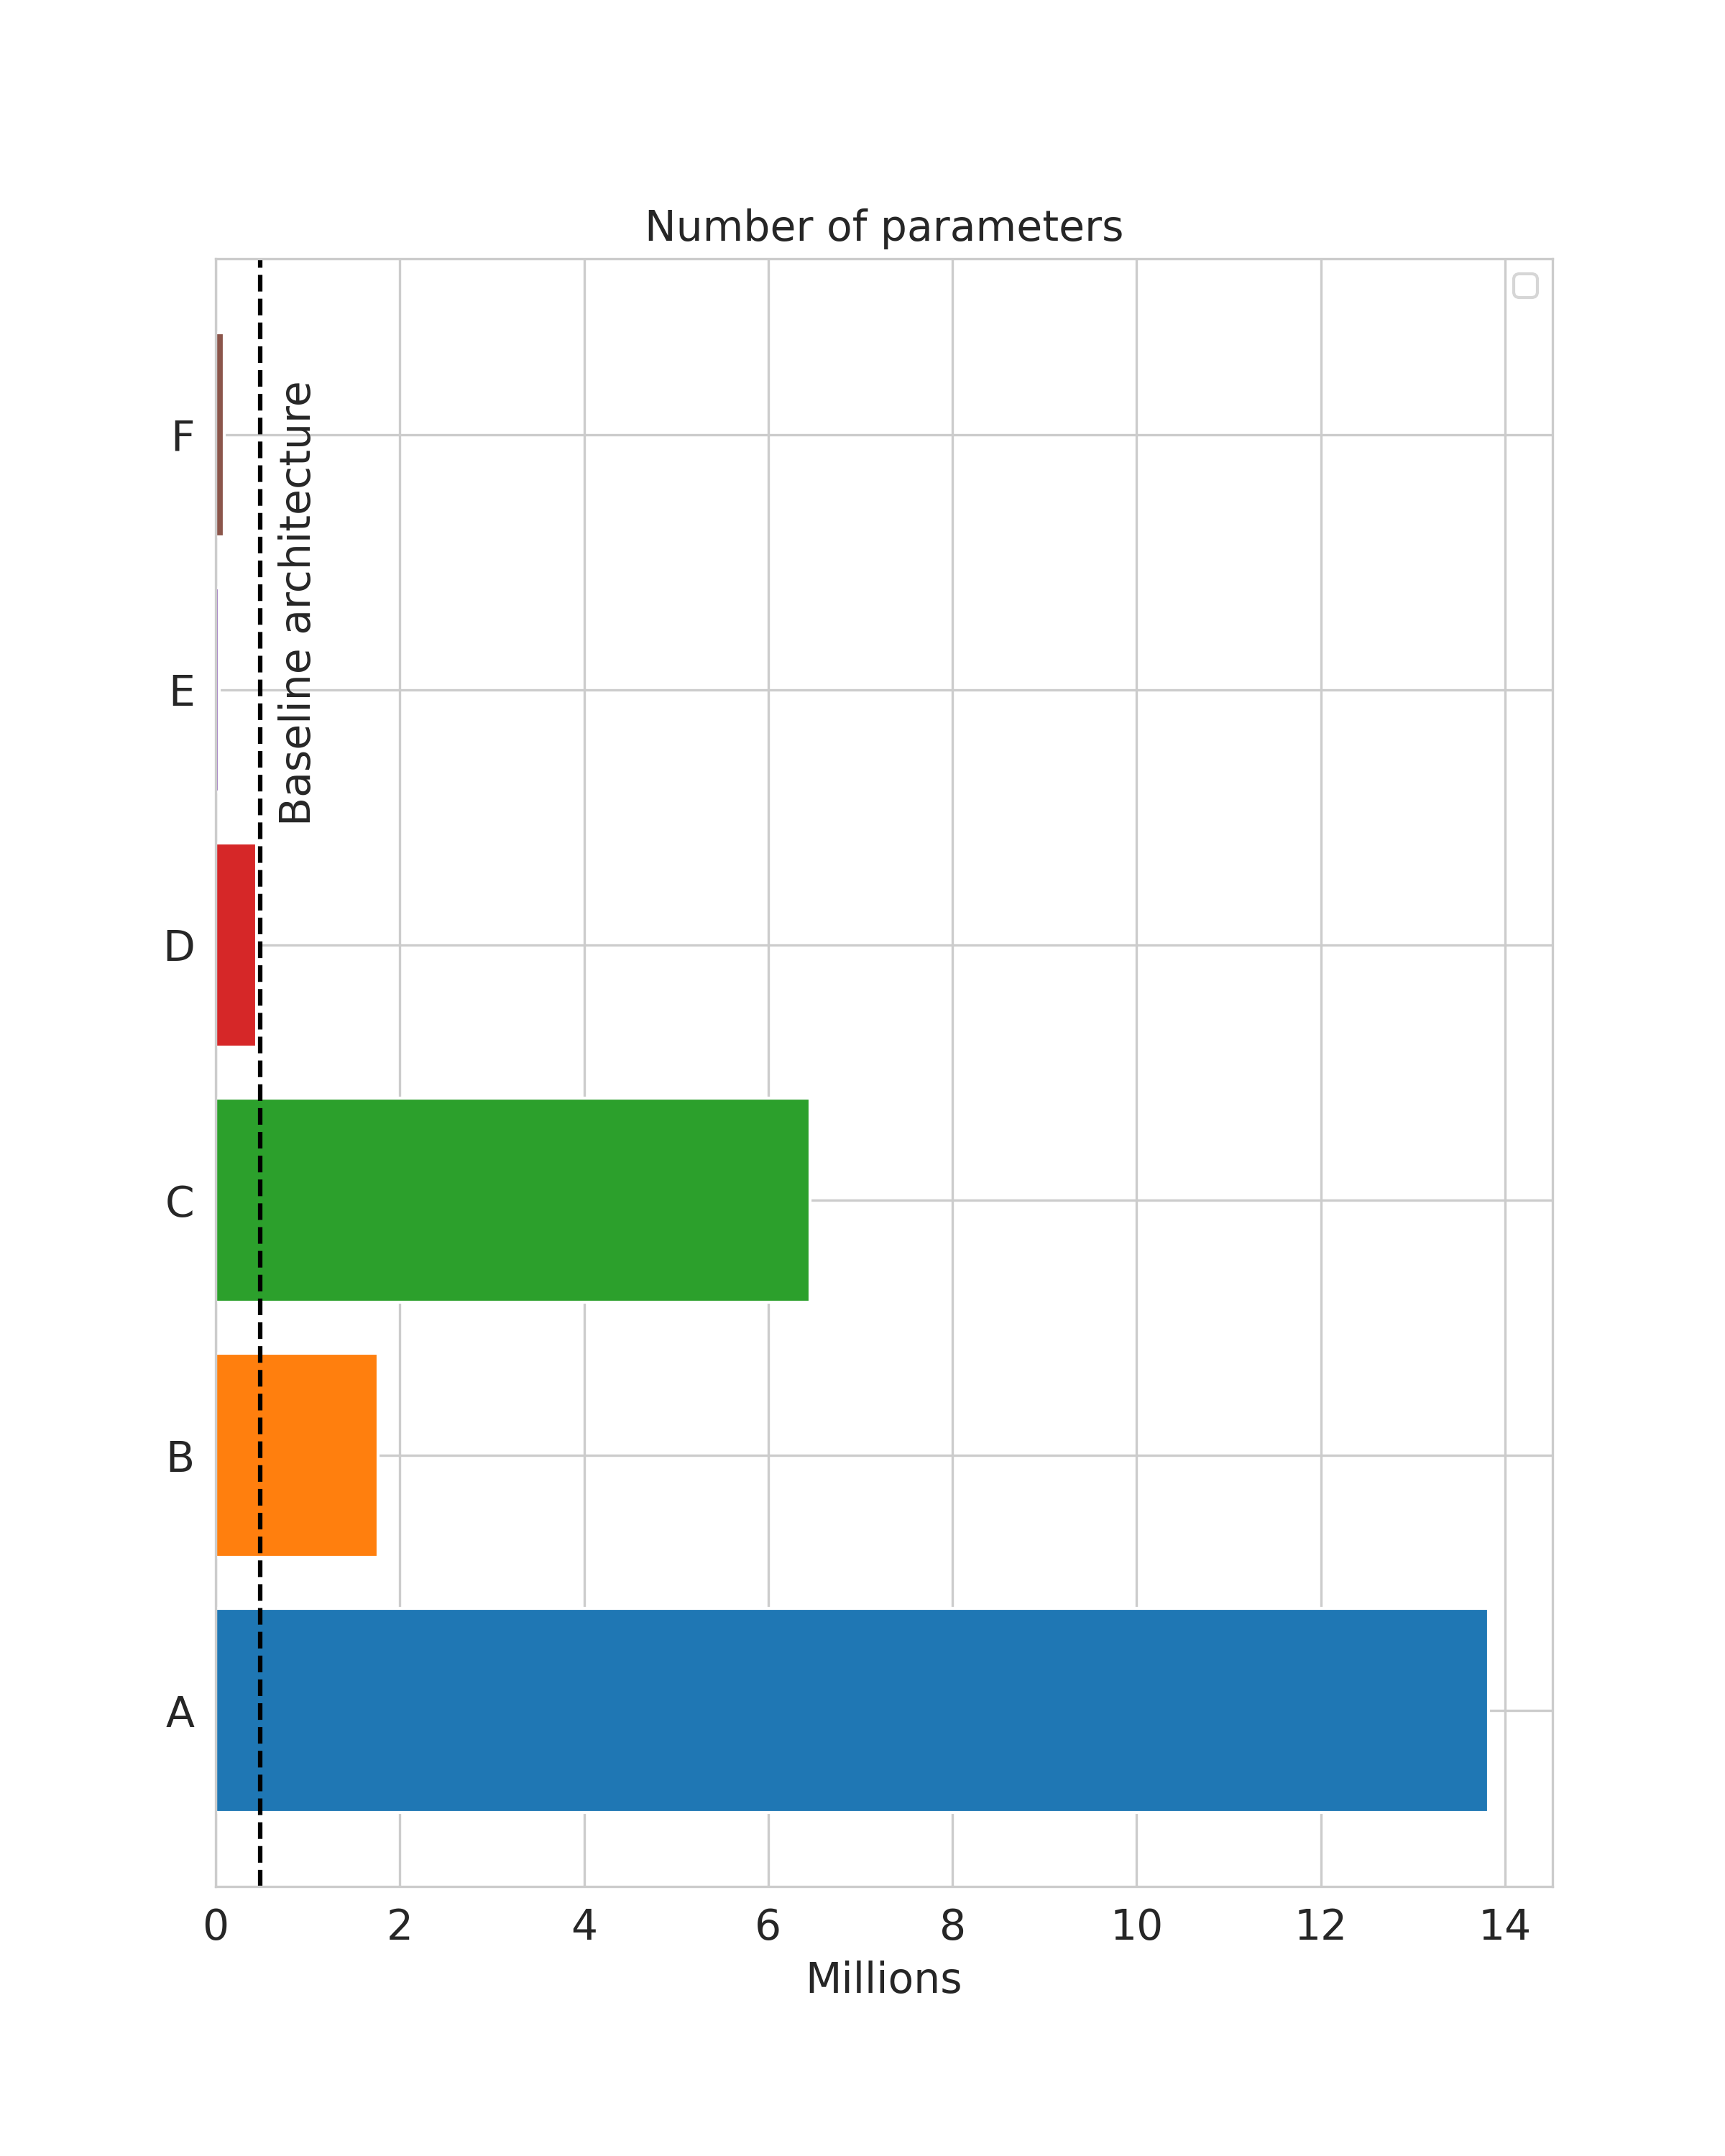 Number of parameters
F
E
D
C
B
A
Baseline architecture
0 2 4 6 8 10 12 14
Millions